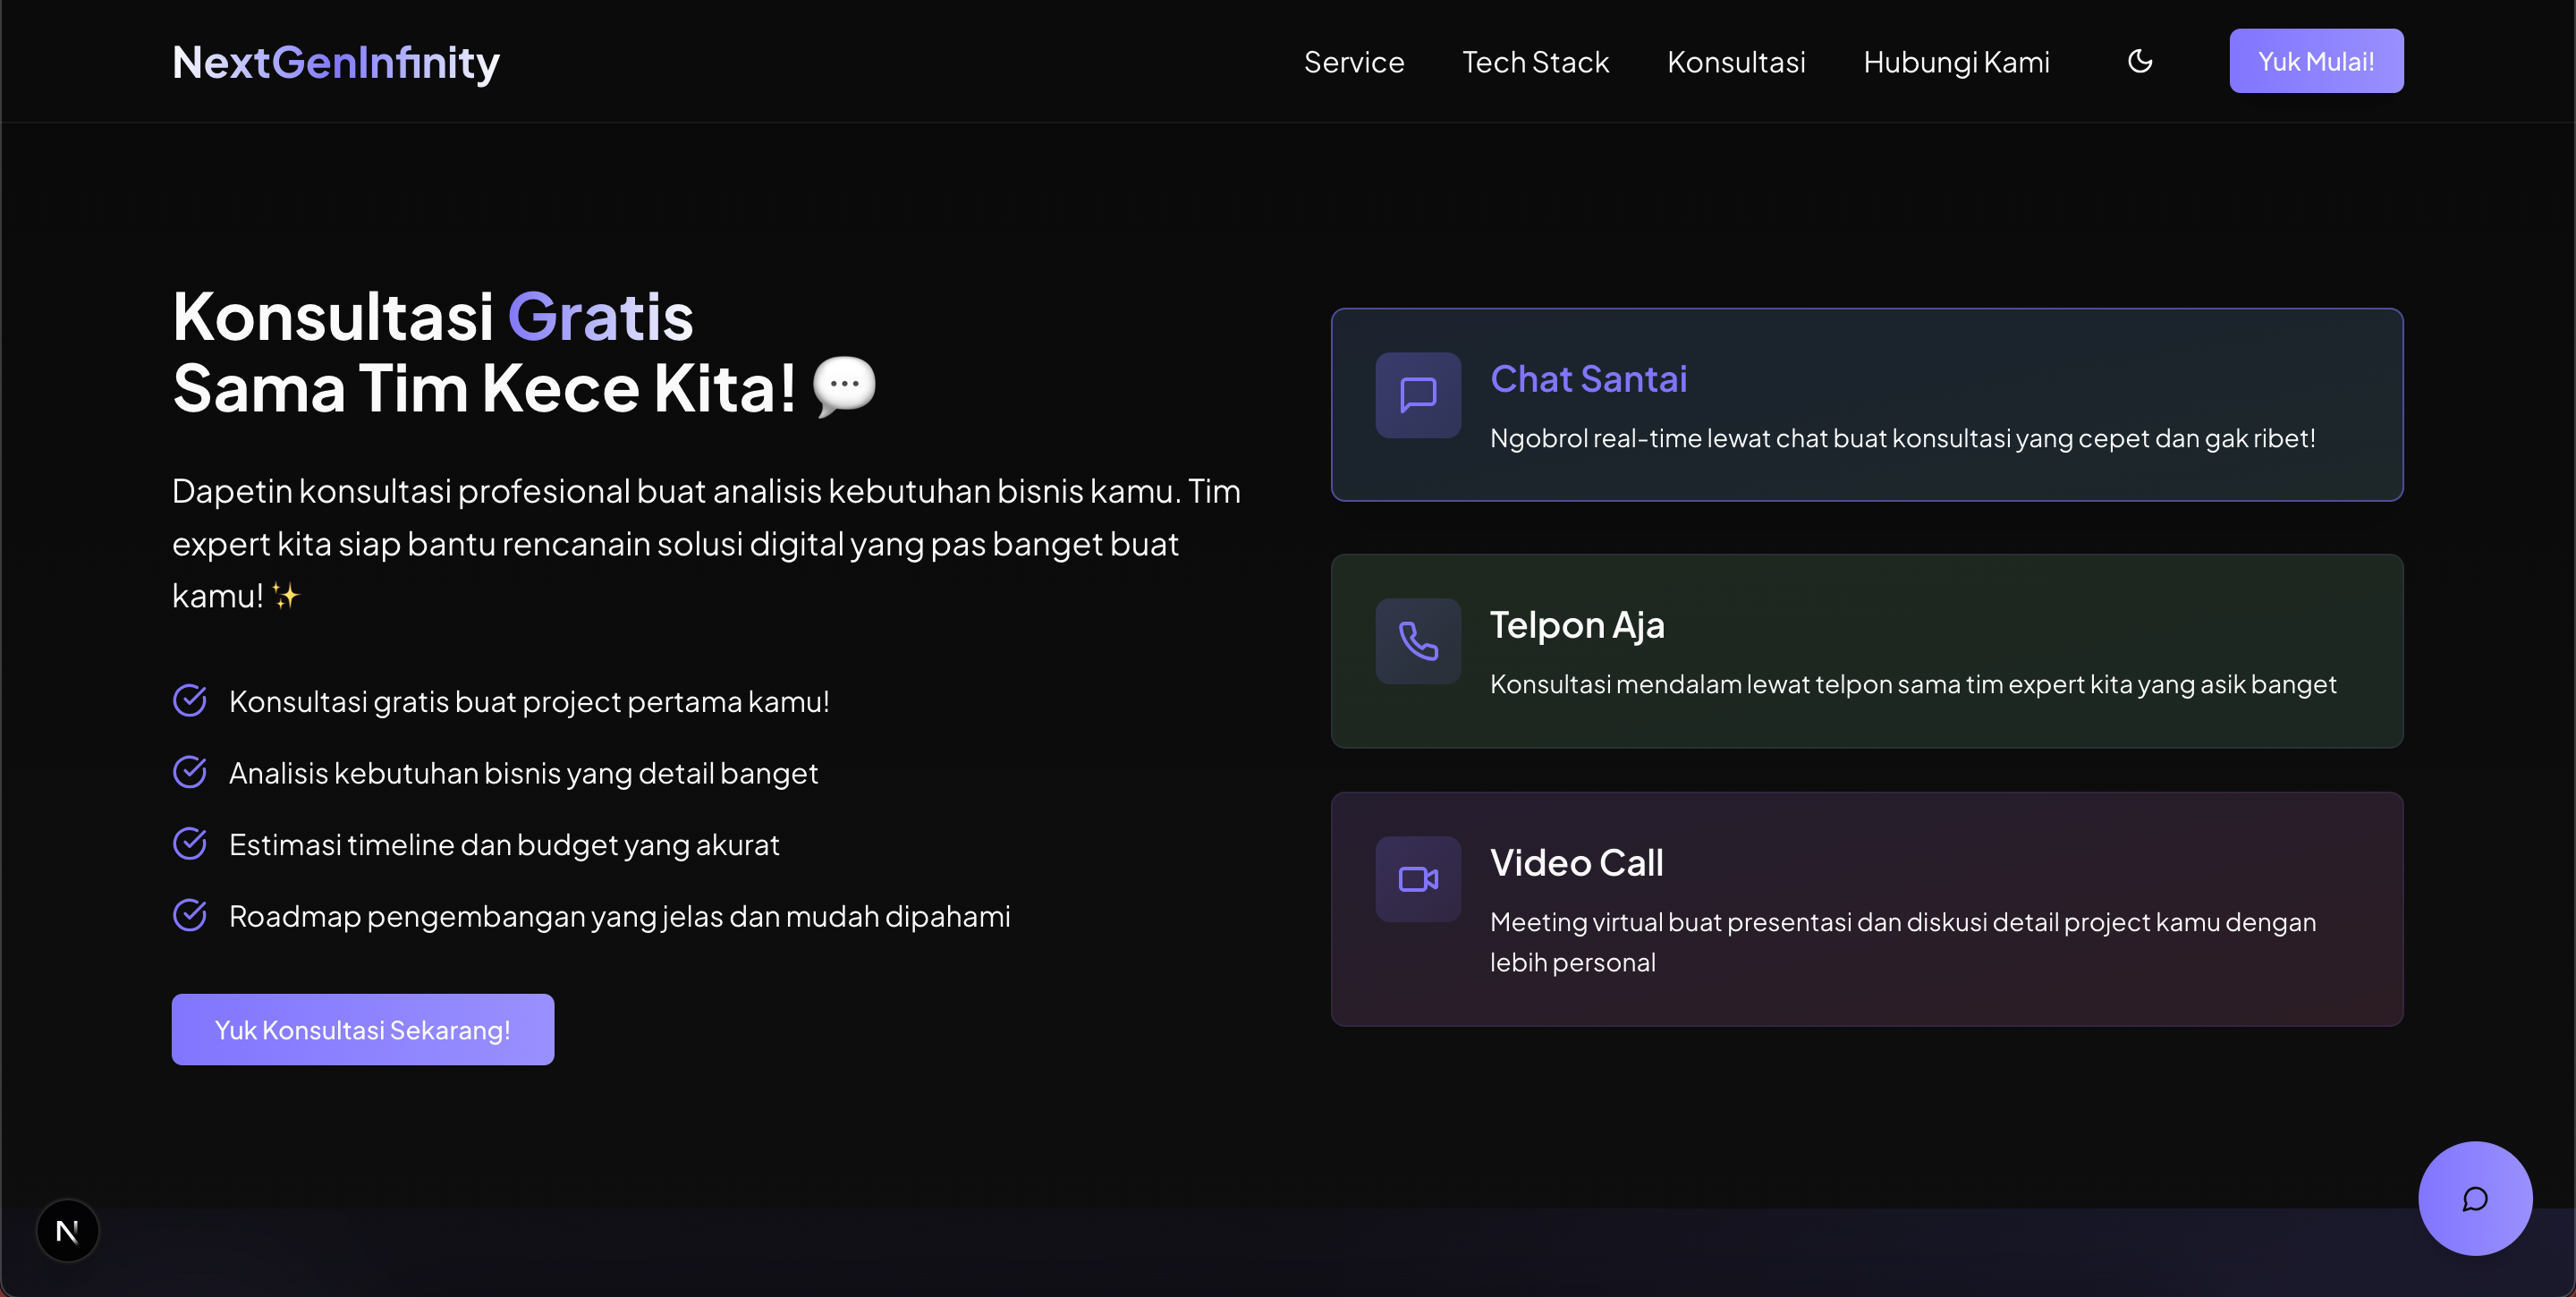 NextGenInfinity
Service
Tech Stack
Konsultasi
Hubungi Kami
Yuk Mulai!
Konsultasi Gratis
Sama Tim Kece Kita! 💬
Dapetin konsultasi profesional buat analisis kebutuhan bisnis kamu. Tim
expert kita siap bantu rencanain solusi digital yang pas banget buat
kamu! ✨
Konsultasi gratis buat project pertama kamu!
Analisis kebutuhan bisnis yang detail banget
Estimasi timeline dan budget yang akurat
Roadmap pengembangan yang jelas dan mudah dipahami
Yuk Konsultasi Sekarang!
Chat Santai
Ngobrol real-time lewat chat buat konsultasi yang cepet dan gak ribet!
Telpon Aja
Konsultasi mendalam lewat telpon sama tim expert kita yang asik banget
Video Call
Meeting virtual buat presentasi dan diskusi detail project kamu dengan
lebih personal
N